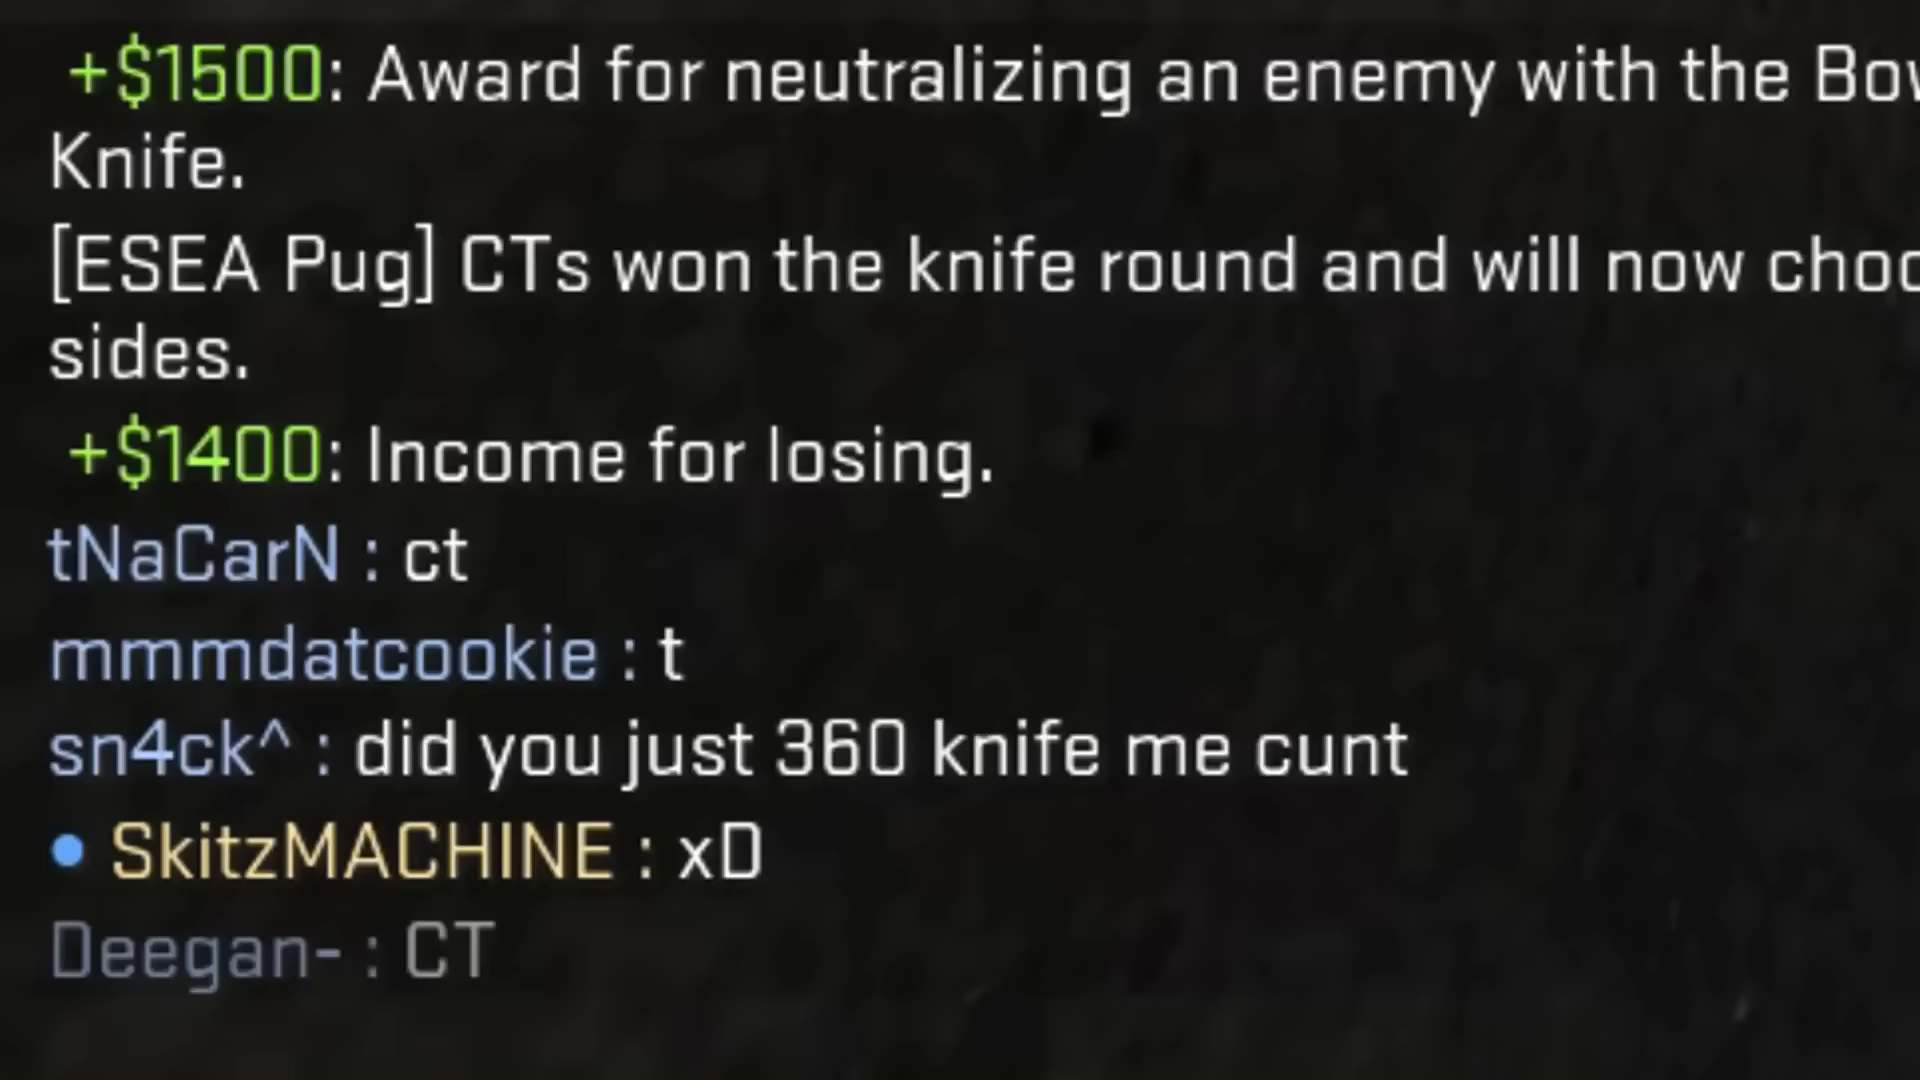 +$1500: Award for neutralizing an enemy with the
Knife.
[ESEA Pug] CTs won the knife round and will now
sides.
+$1400: Income for losing.
tNaCarN : ct
mmmdatcookie : t
sn4ck^ : did you just 360 knife me cunt
• SkitzMACHINE : xD
Deegan- : CT